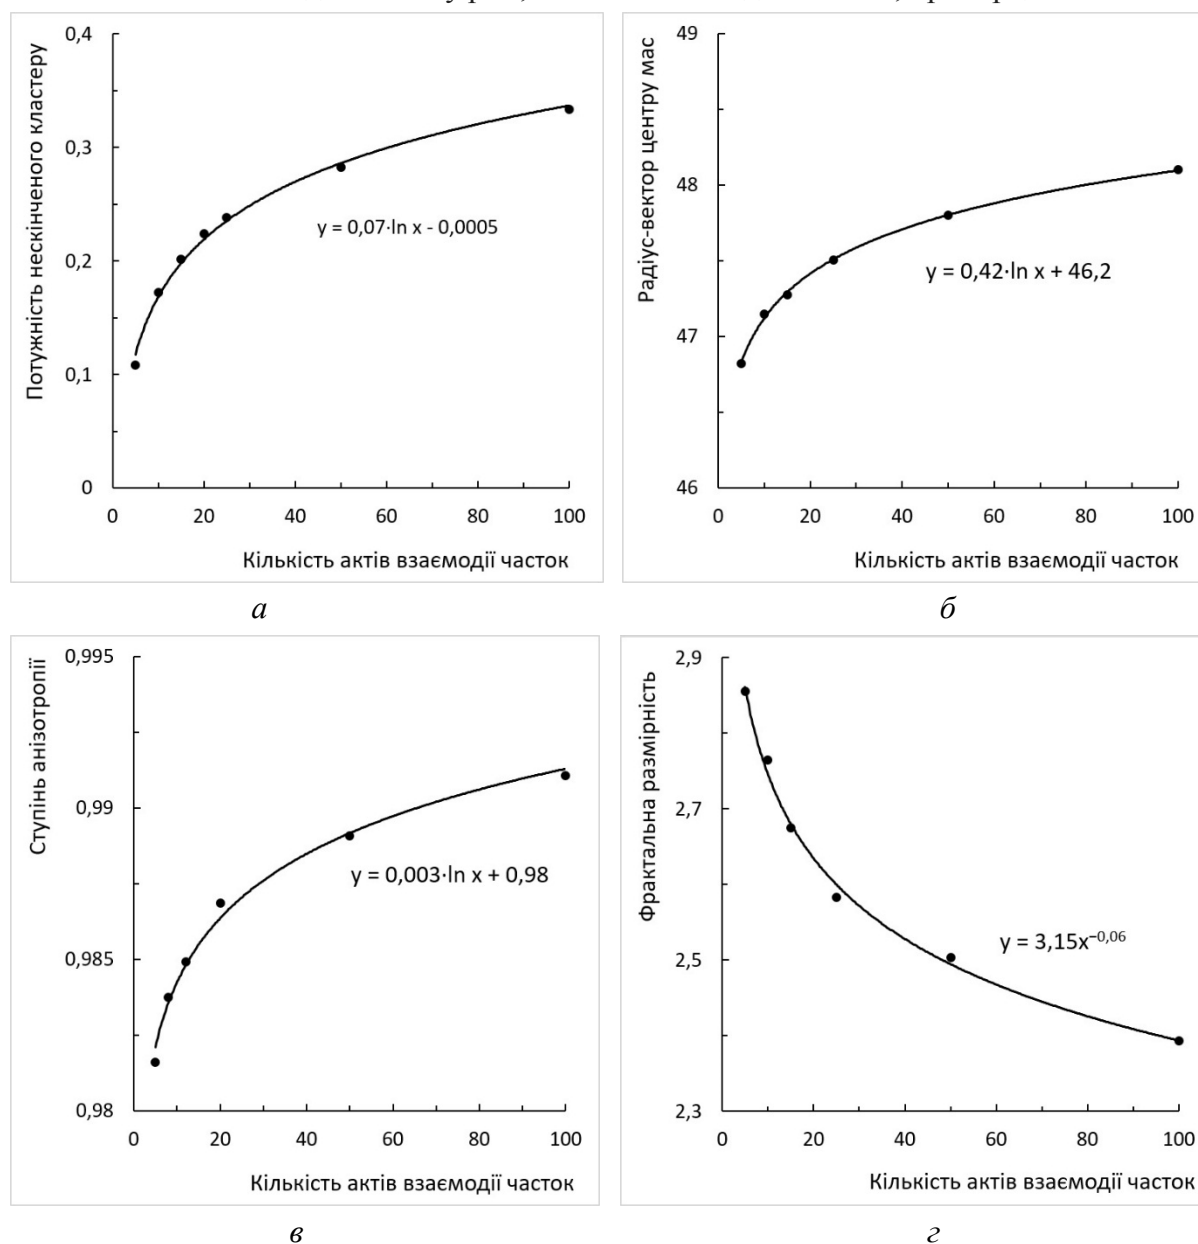 0,4
0,3
0,2
0,1
0
Потужність нескінченого кластеру
y = 0,07·ln x - 0,0005
0 20 40 60 80 100
Кількість актів взаємодії часток
а
49
48
47
46
Радіус-вектор центру мас
y = 0,42·ln x + 46,2
0 20 40 60 80 100
Кількість актів взаємодії часток
б
0,995
0,99
0,985
0,98
Ступінь анізотропії
y = 0,003·ln x + 0,98
0 20 40 60 80 100
Кількість актів взаємодії часток
в
2,9
2,7
2,5
2,3
Фрактальна размірність
y = 3,15x⁻⁰,⁰⁶
0 20 40 60 80 100
Кількість актів взаємодії часток
г